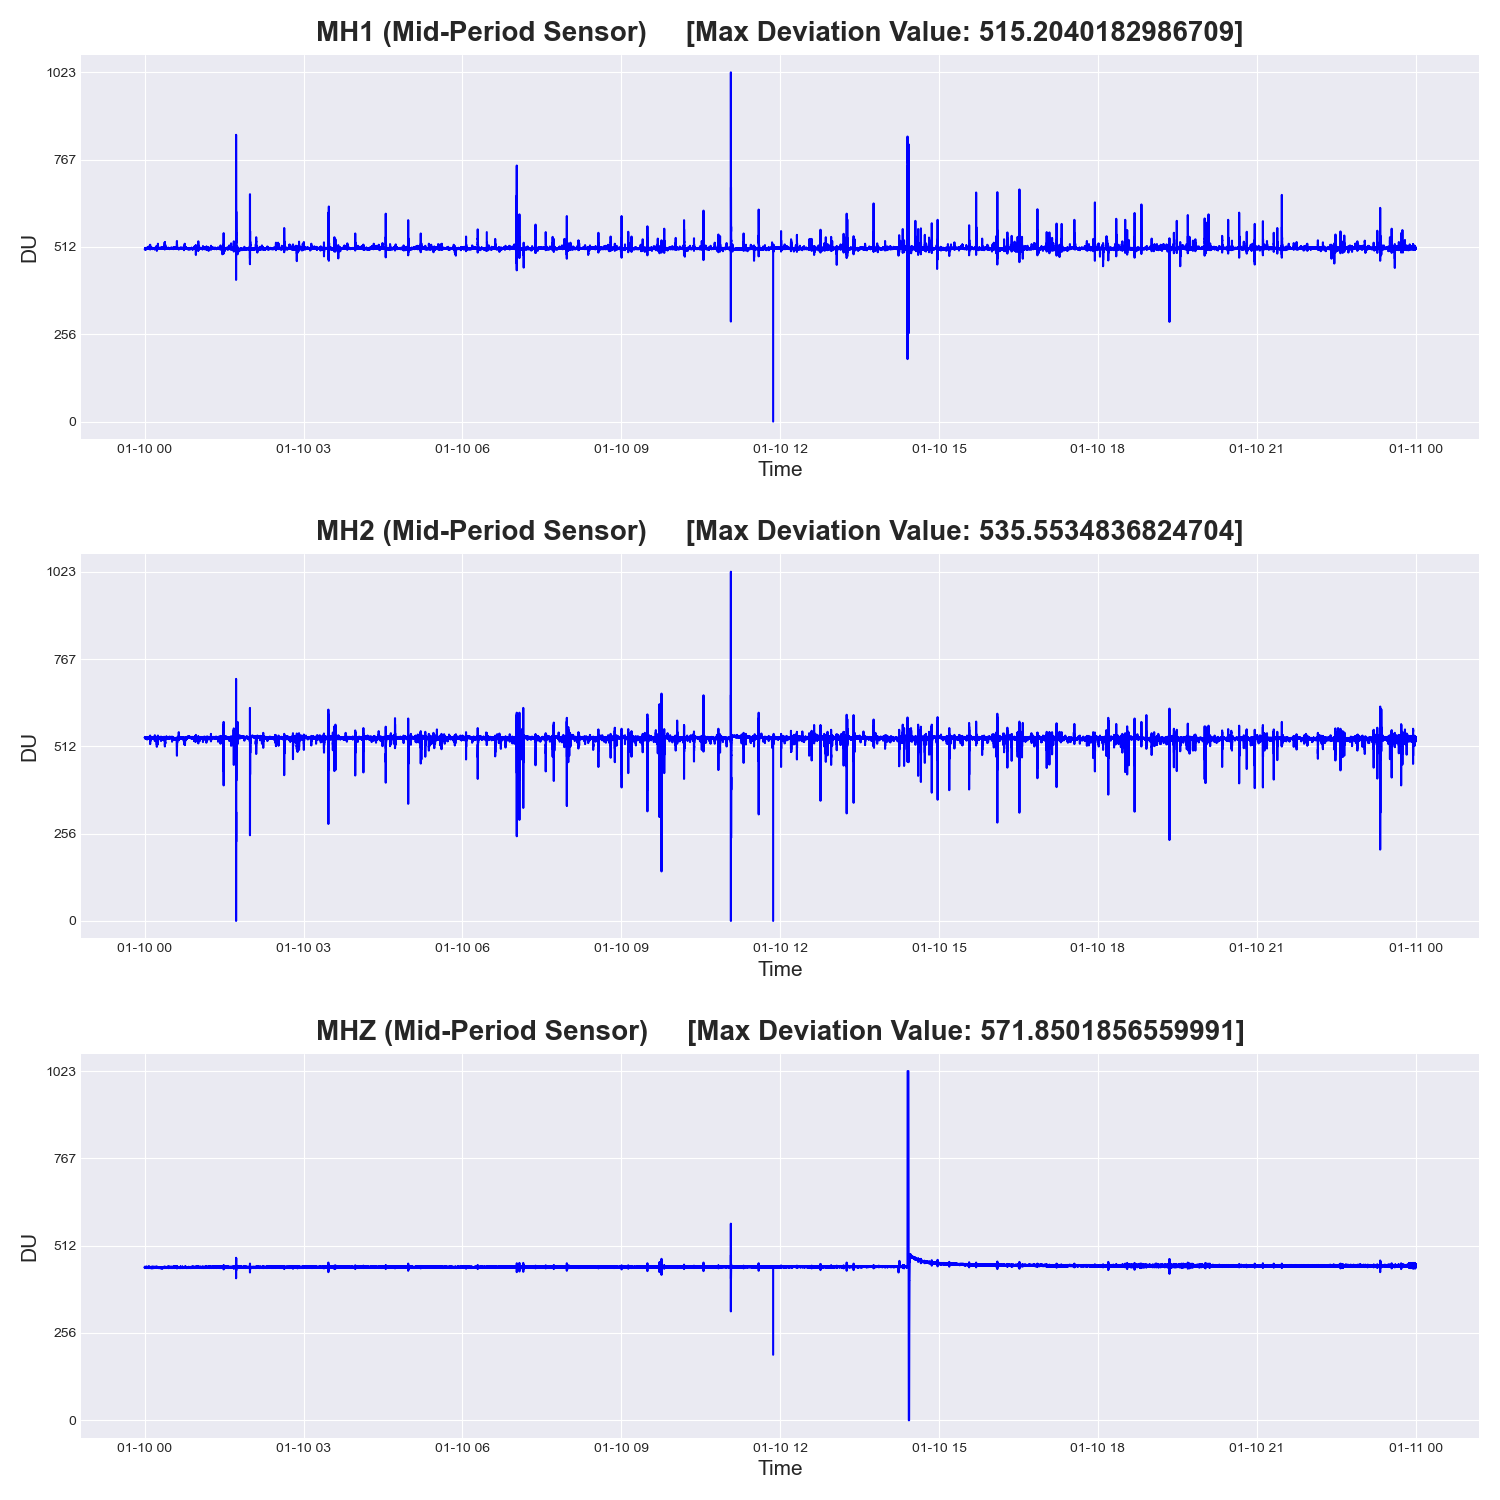 MH1 (Mid-Period Sensor) [Max Deviation Value: 515.2040182986709]
1023
767
512
256
0
DU
01-10 00 01-10 03 01-10 06 01-10 09 01-10 12 01-10 15 01-10 18 01-10 21 01-11 00
Time
MH2 (Mid-Period Sensor) [Max Deviation Value: 535.5534836824704]
1023
767
512
256
0
DU
01-10 00 01-10 03 01-10 06 01-10 09 01-10 12 01-10 15 01-10 18 01-10 21 01-11 00
Time
MHZ (Mid-Period Sensor) [Max Deviation Value: 571.8501856559991]
1023
767
512
256
0
DU
01-10 00 01-10 03 01-10 06 01-10 09 01-10 12 01-10 15 01-10 18 01-10 21 01-11 00
Time